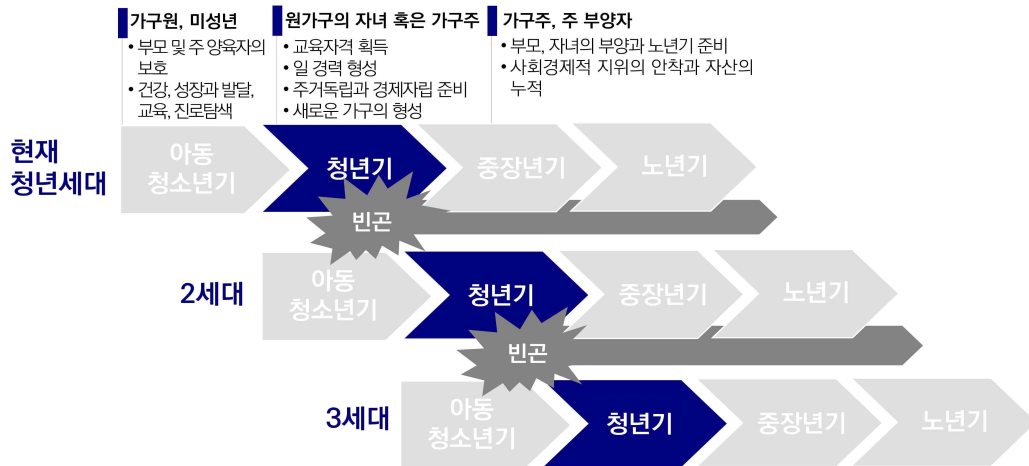 가구원, 미성년
• 부모 및 주 양육자의
보호
• 건강, 성장과 발달,
교육, 진로탐색
원가구의 자녀 혹은 가구주
• 교육자격 획득
• 일 경력 형성
• 주거독립과 경제자립 준비
• 새로운 가구의 형성
가구주, 주 부양자
• 부모, 자녀의 부양과 노년기 준비
• 사회경제적 지위의 안착과 자산의
누적
현재
청년세대
아동
청소년기
청년기
중장년기
노년기
빈곤
2세대
아동
청소년기
청년기
중장년기
노년기
빈곤
3세대
아동
청소년기
청년기
중장년기
노년기